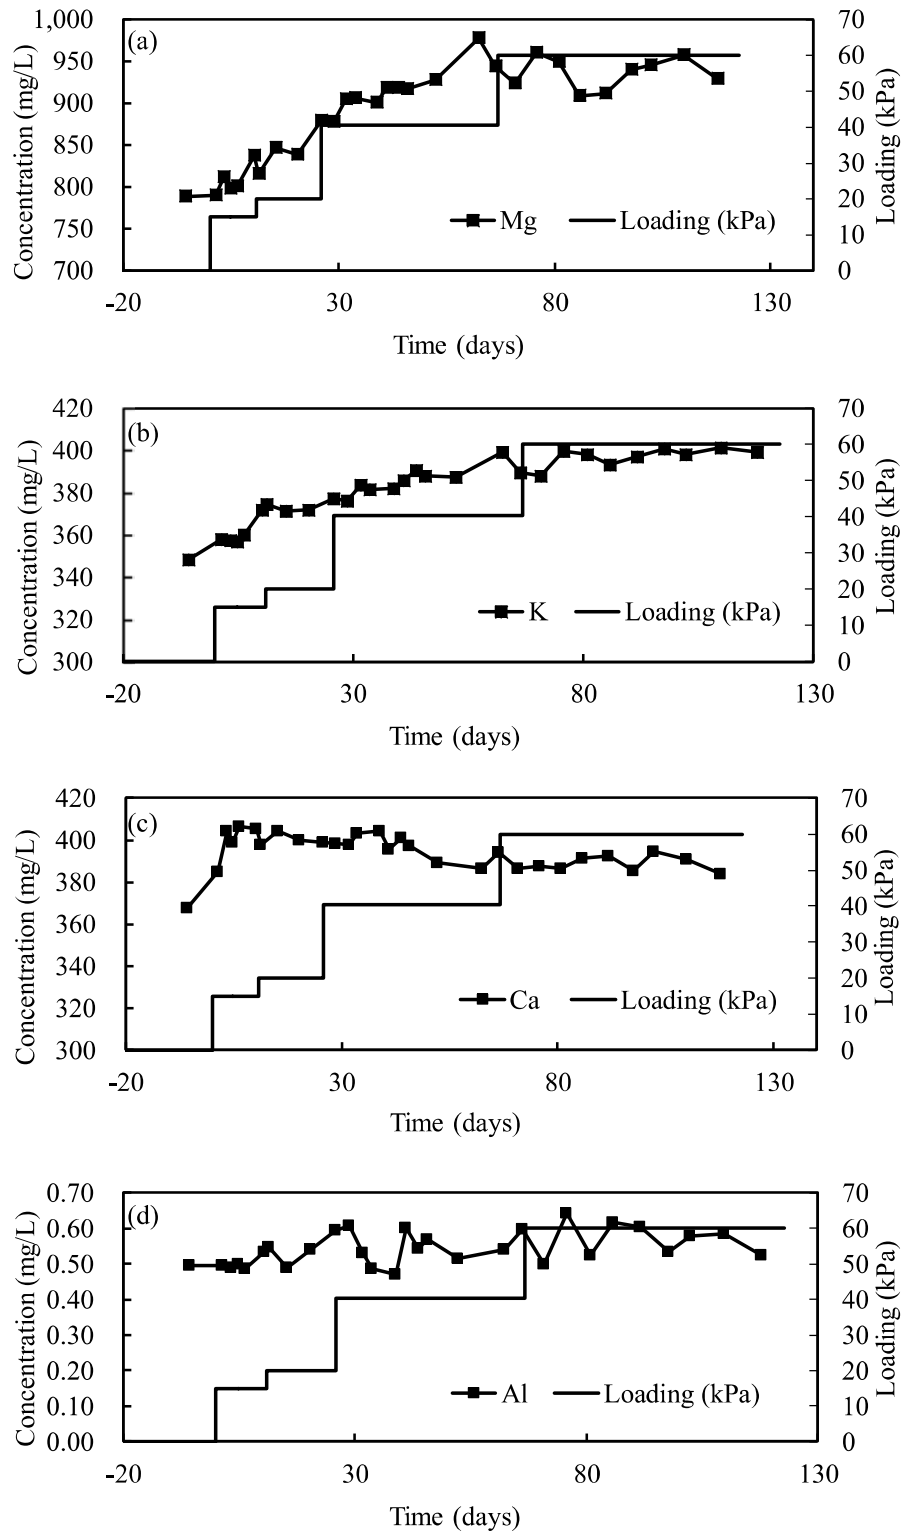 (a)
Concentration (mg/L)
1,000
950
900
850
800
750
700
70
60
50
40
30
20
10
0
Loading (kPa)
Mg Loading (kPa)
-20 30 80 130
Time (days)
(b)
Concentration (mg/L)
420
400
380
360
340
320
300
70
60
50
40
30
20
10
0
Loading (kPa)
K Loading (kPa)
-20 30 80 130
Time (days)
(c)
Concentration (mg/L)
420
400
380
360
340
320
300
70
60
50
40
30
20
10
0
Loading (kPa)
Ca Loading (kPa)
-20 30 80 130
Time (days)
(d)
Concentration (mg/L)
0.70
0.60
0.50
0.40
0.30
0.20
0.10
0.00
70
60
50
40
30
20
10
0
Loading (kPa)
Al Loading (kPa)
-20 30 80 130
Time (days)